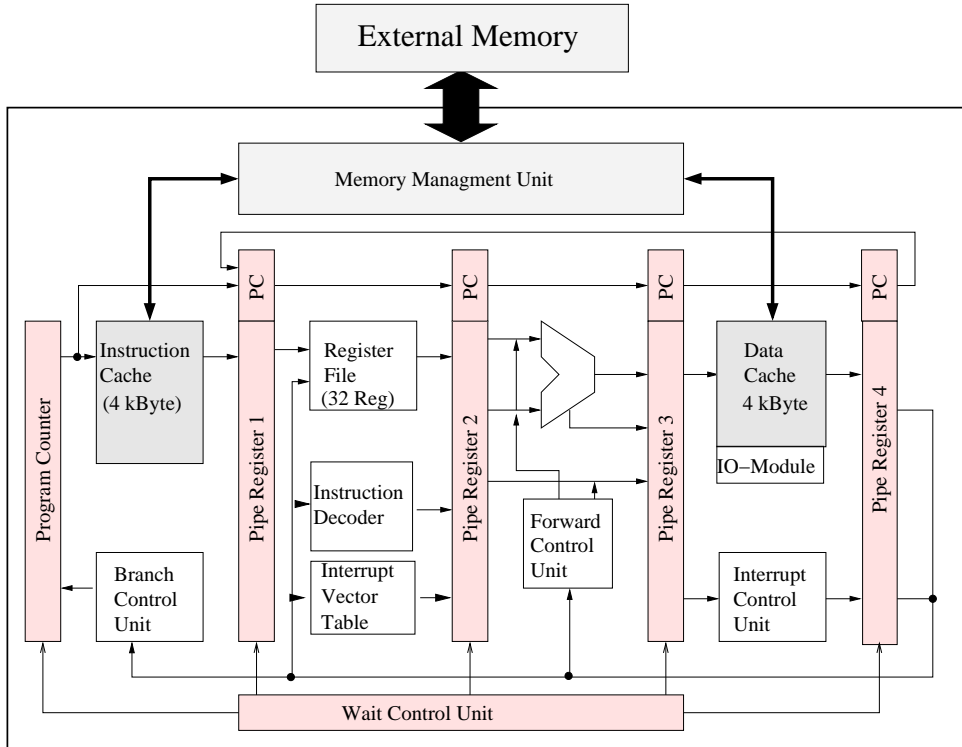 External Memory
Memory Managment Unit
PC
PC
PC
PC
Program Counter
Instruction
Cache
(4 kByte)
Pipe Register 1
Register
File
(32 Reg)
Instruction
Decoder
Interrupt
Vector
Table
Pipe Register 2
Forward
Control
Unit
Pipe Register 3
Data
Cache
4 kByte
IO−Module
Interrupt
Control
Unit
Pipe Register 4
Branch
Control
Unit
Wait Control Unit